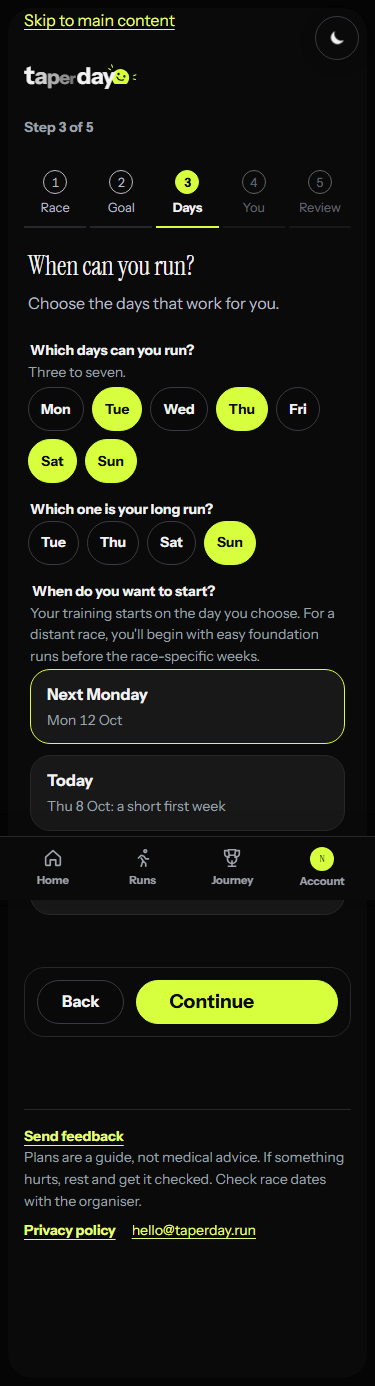 Skip to main content
taperday
Step 3 of 5
1 2 3 4 5
Race Goal Days You Review
When can you run?
Choose the days that work for you.
Which days can you run?
Three to seven.
Mon Tue Wed Thu Fri
Sat Sun
Which one is your long run?
Tue Thu Sat Sun
When do you want to start?
Your training starts on the day you choose. For a
distant race, you'll begin with easy foundation
runs before the race-specific weeks.
Next Monday
Mon 12 Oct
Today
Thu 8 Oct: a short first week
N
Home Runs Journey Account
Back Continue
Send feedback
Plans are a guide, not medical advice. If something
hurts, rest and get it checked. Check race dates
with the organiser.
Privacy policy hello@taperday.run